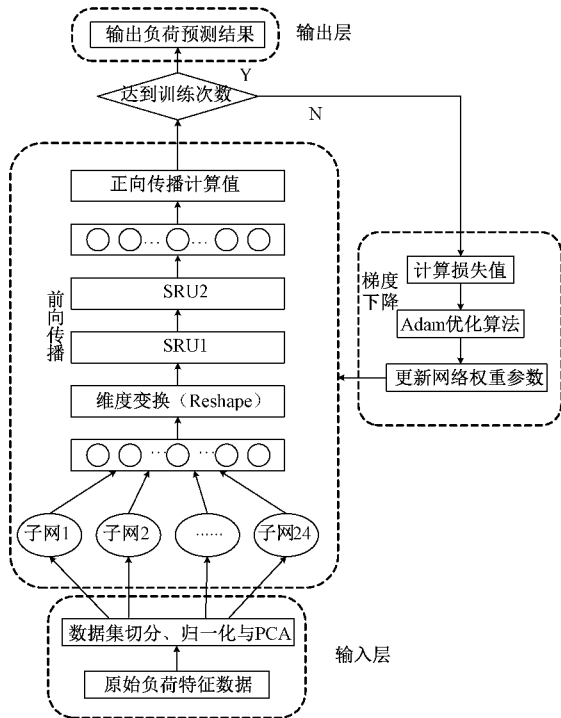 输出负荷预测结果
输出层
Y
达到训练次数
N
正向传播计算值
… …
SRU2
SRU1
维度变换（Reshape）
… …
子网1
子网2
……
子网24
前向传播
梯度
下降
计算损失值
Adam优化算法
更新网络权重参数
数据集切分、归一化与PCA
原始负荷特征数据
输入层